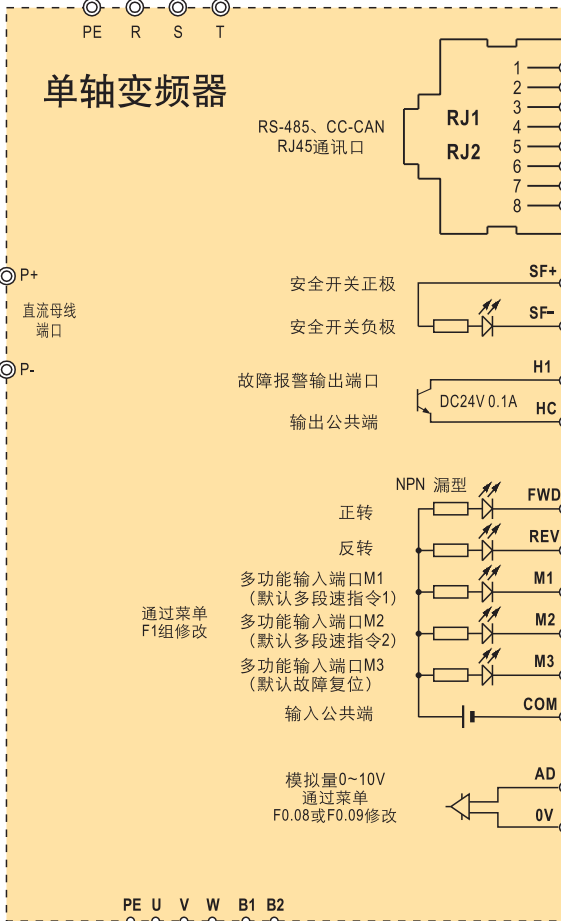 PE R S T
单轴变频器
RS-485、CC-CAN
RJ45通讯口
RJ1
RJ2
1
2
3
4
5
6
7
8
P+
直流母线
端口
P-
安全开关正极
SF+
安全开关负极
SF-
故障报警输出端口
H1
DC24V 0.1A
输出公共端
HC
NPN 漏型
正转
FWD
反转
REV
多功能输入端口M1
（默认多段速指令1）
M1
多功能输入端口M2
（默认多段速指令2）
M2
多功能输入端口M3
（默认故障复位）
M3
通过菜单
F1组修改
输入公共端
COM
模拟量0~10V
通过菜单
F0.08或F0.09修改
AD
0V
PE U V W B1 B2